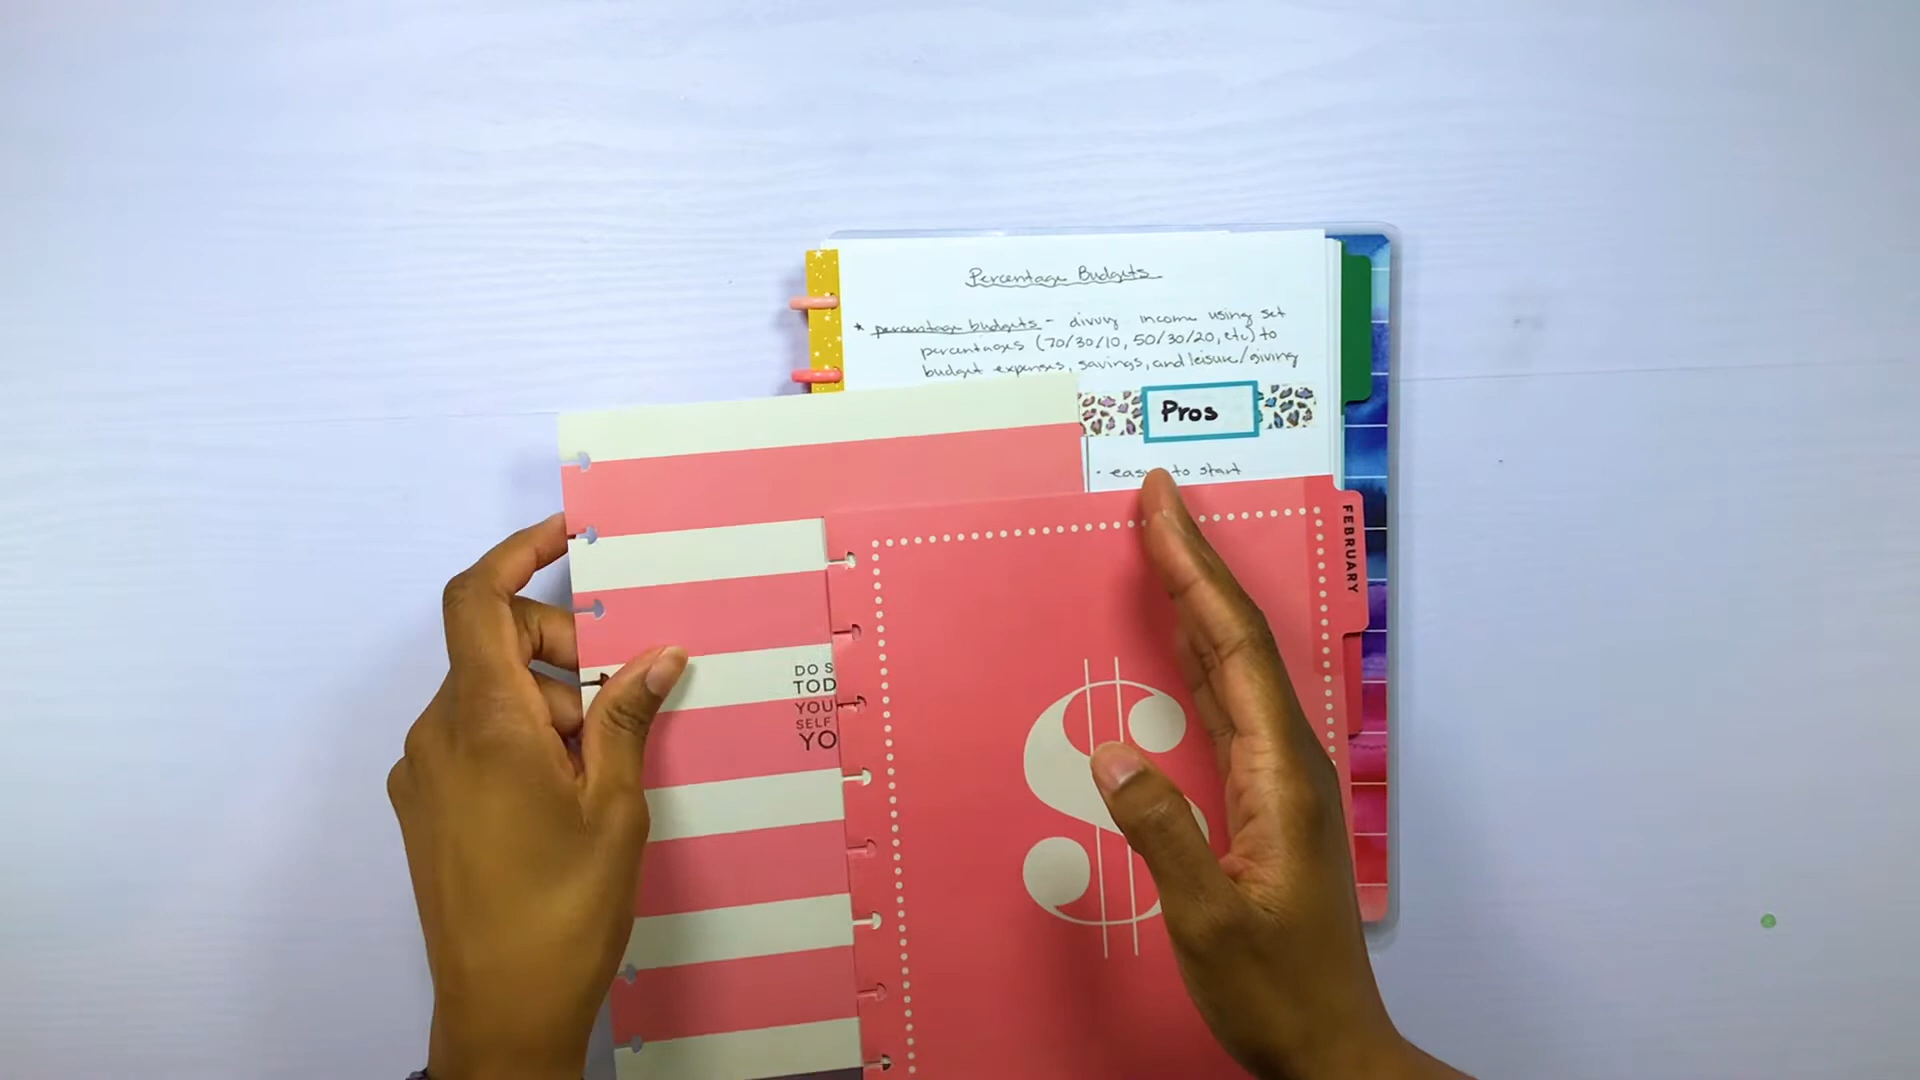 Percentage Budgets
* percentage budgets - divvy income using set
percentages (70/30/10, 50/30/20, etc) to
budget expenses, savings, and leisure/giving
Pros
· easy to start
FEBRUARY
DO S
TOD
YOU
SELF
YO
$